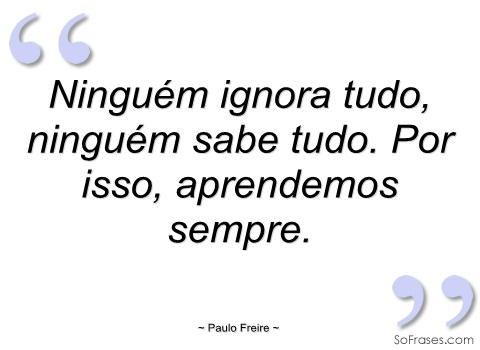 Ninguém ignora tudo,
ninguém sabe tudo. Por
isso, aprendemos
sempre.
~ Paulo Freire ~
SoFrases.com